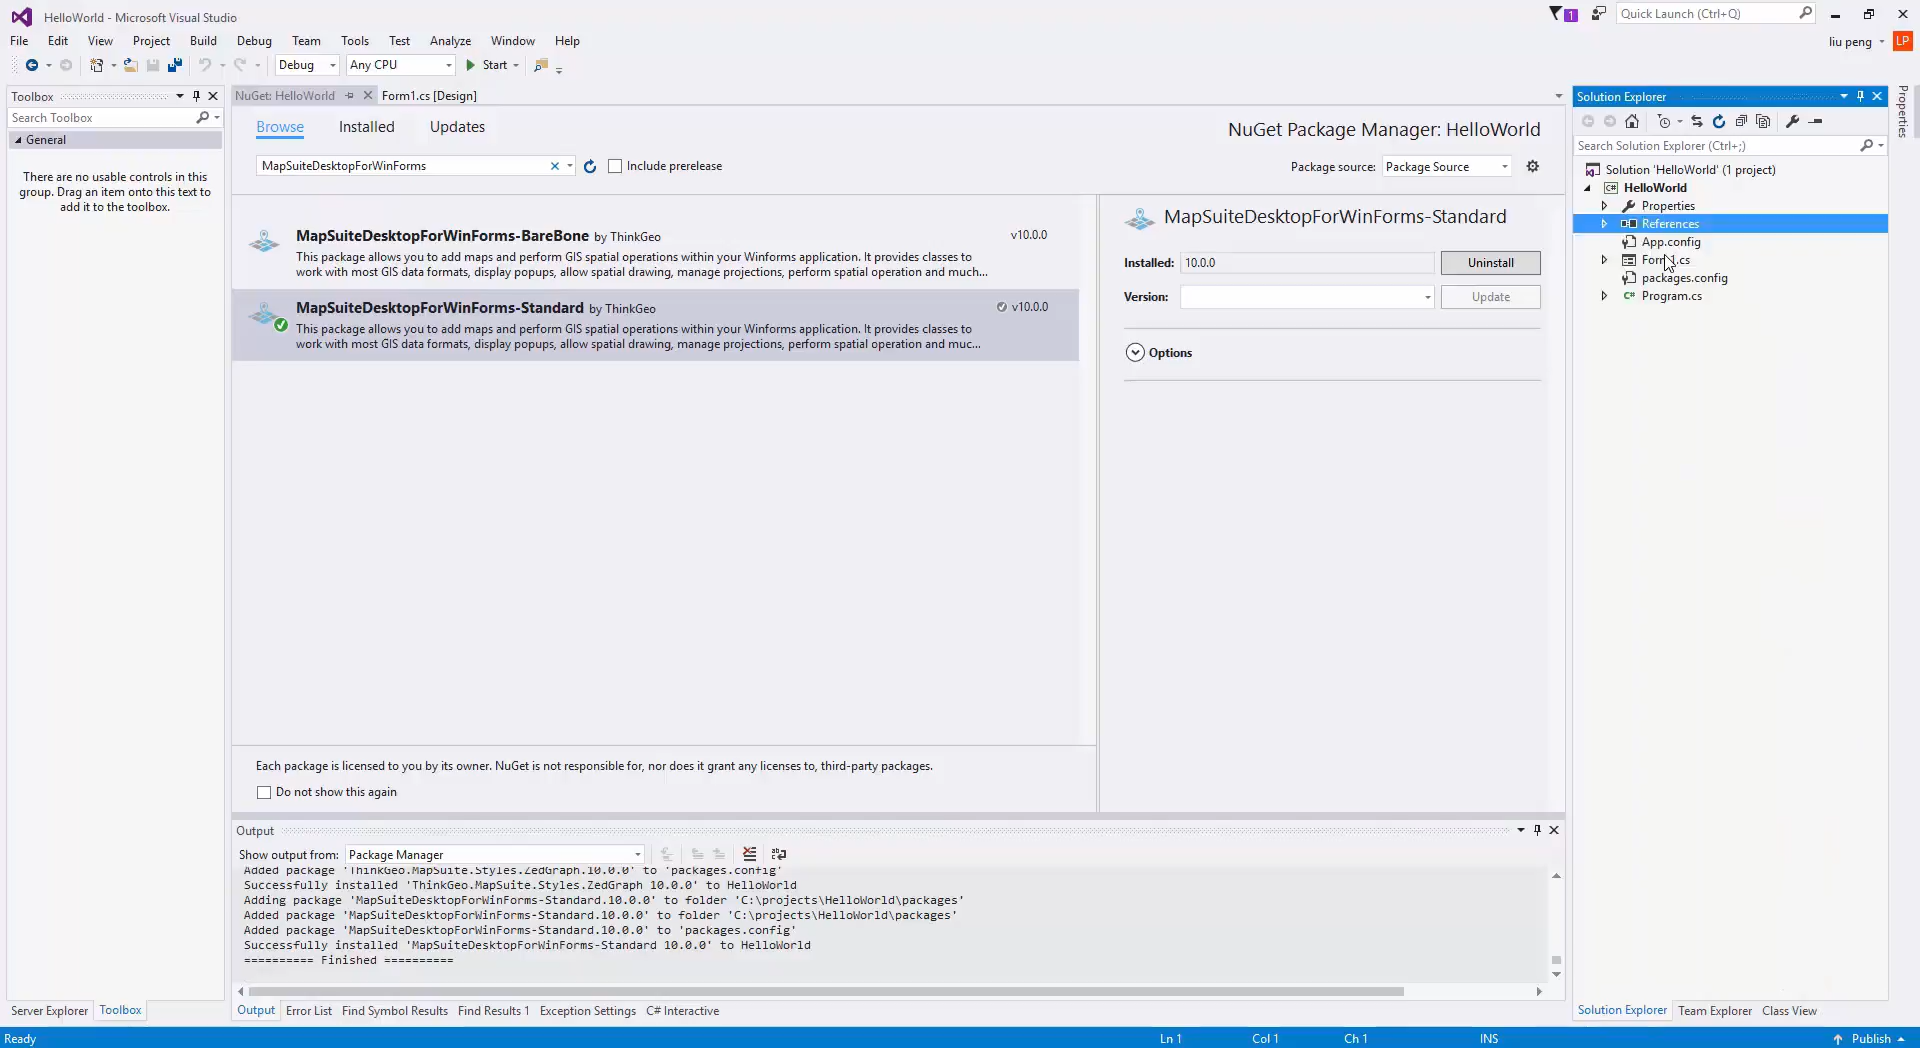 HelloWorld - Microsoft Visual Studio
1
Quick Launch (Ctrl+Q)
File Edit View Project Build Debug Team Tools Test Analyze Window Help
liu peng
LP
Debug Any CPU Start
Toolbox
NuGet: HelloWorld
Form1.cs [Design]
Solution Explorer
Properties
Search Toolbox
General
There are no usable controls in this
group. Drag an item onto this text to
add it to the toolbox.
Browse Installed Updates
NuGet Package Manager: HelloWorld
MapSuiteDesktopForWinForms
Include prerelease
Package source: Package Source
MapSuiteDesktopForWinForms-BareBone by ThinkGeo
v10.0.0
This package allows you to add maps and perform GIS spatial operations within your Winforms application. It provides classes to
work with most GIS data formats, display popups, allow spatial drawing, manage projections, perform spatial operation and much...
MapSuiteDesktopForWinForms-Standard by ThinkGeo
v10.0.0
This package allows you to add maps and perform GIS spatial operations within your Winforms application. It provides classes to
work with most GIS data formats, display popups, allow spatial drawing, manage projections, perform spatial operation and muc...
MapSuiteDesktopForWinForms-Standard
Installed: 10.0.0 Uninstall
Version: Update
Options
Search Solution Explorer (Ctrl+;)
Solution 'HelloWorld' (1 project)
C# HelloWorld
Properties
References
App.config
Form1.cs
packages.config
C# Program.cs
Each package is licensed to you by its owner. NuGet is not responsible for, nor does it grant any licenses to, third-party packages.
Do not show this again
Output
Show output from: Package Manager
Added package 'ThinkGeo.MapSuite.Styles.ZedGraph.10.0.0' to 'packages.config'
Successfully installed 'ThinkGeo.MapSuite.Styles.ZedGraph 10.0.0' to HelloWorld
Adding package 'MapSuiteDesktopForWinForms-Standard.10.0.0' to folder 'C:\projects\HelloWorld\packages'
Added package 'MapSuiteDesktopForWinForms-Standard.10.0.0' to folder 'C:\projects\HelloWorld\packages'
Added package 'MapSuiteDesktopForWinForms-Standard.10.0.0' to 'packages.config'
Successfully installed 'MapSuiteDesktopForWinForms-Standard 10.0.0' to HelloWorld
========== Finished ==========
Server Explorer Toolbox
Output Error List Find Symbol Results Find Results 1 Exception Settings C# Interactive
Solution Explorer Team Explorer Class View
Ready
Ln 1 Col 1 Ch 1 INS
Publish